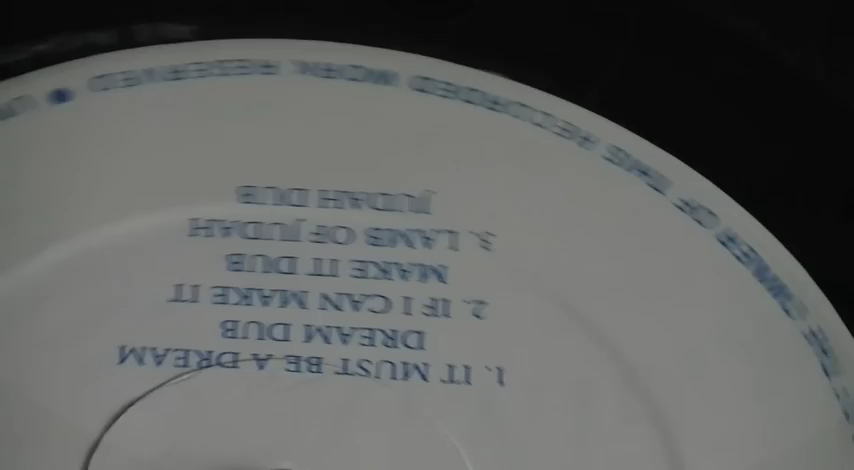 1. IT MUST BE A DREAM
DREAM DUB
2. IF I CAN MAKE IT
MAKE IT DUB
3. LAMB OF JUDAH
JUDAH DUB
THE OWNER OF THE RECORDED WORK RESERVED ●